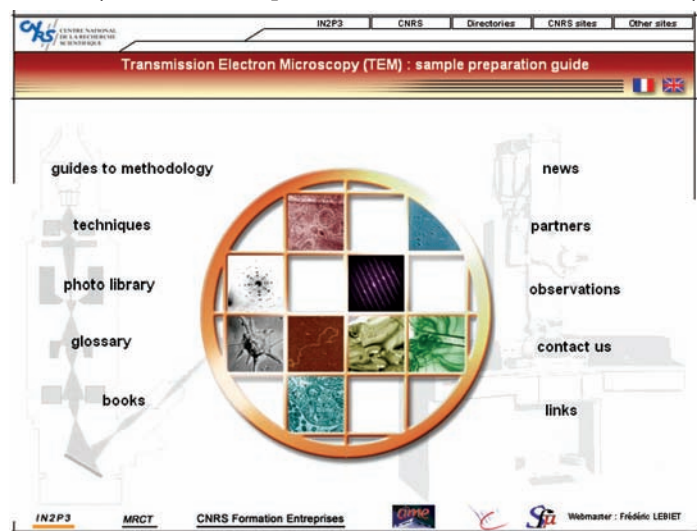 CNRS
CENTRE NATIONAL
DE LA RECHERCHE
SCIENTIFIQUE
IN2P3 CNRS Directories CNRS sites Other sites
Transmission Electron Microscopy (TEM) : sample preparation guide
guides to methodology
techniques
photo library
glossary
books
news
partners
observations
contact us
links
IN2P3 MRCT CNRS Formation Entreprises cime Sfµ Webmaster : Frédéric LEBIET